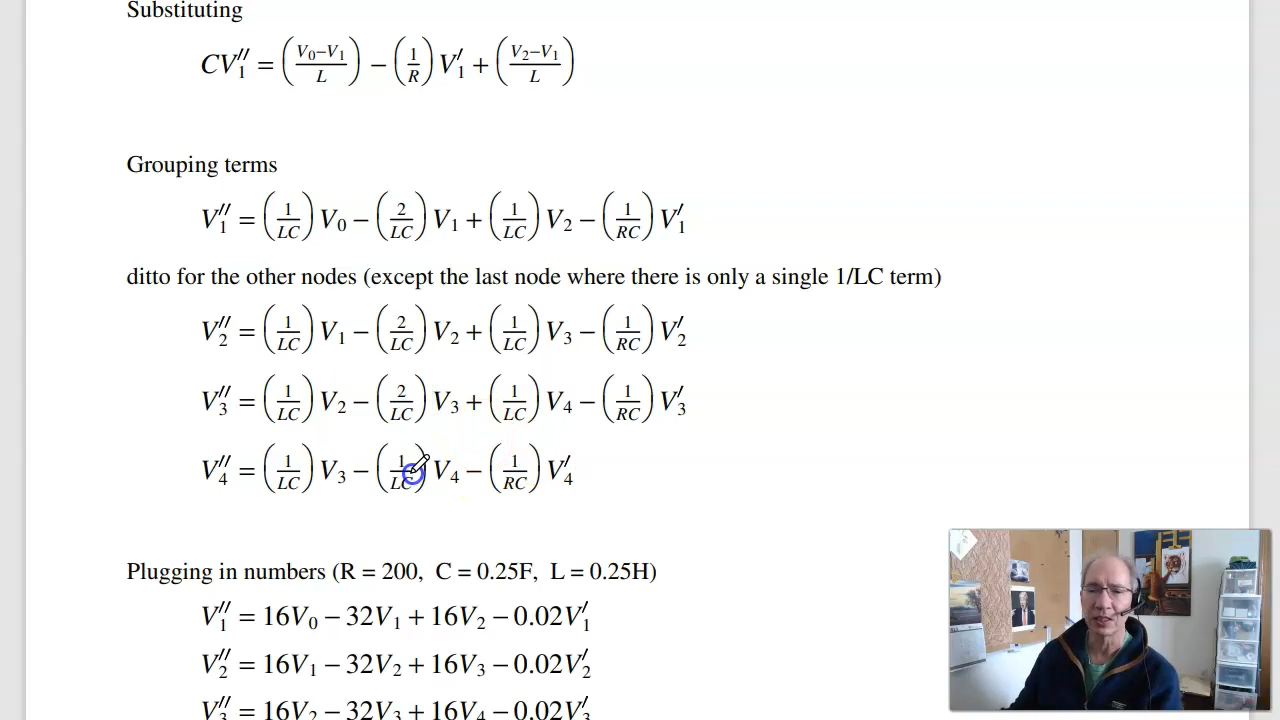 Substituting
CV₁′′ = ((V₀−V₁)/L) − (1/R) V₁′ + ((V₂−V₁)/L)
Grouping terms
V₁′′ = (1/LC) V₀ − (2/LC) V₁ + (1/LC) V₂ − (1/RC) V₁′
ditto for the other nodes (except the last node where there is only a single 1/LC term)
V₂′′ = (1/LC) V₁ − (2/LC) V₂ + (1/LC) V₃ − (1/RC) V₂′
V₃′′ = (1/LC) V₂ − (2/LC) V₃ + (1/LC) V₄ − (1/RC) V₃′
V₄′′ = (1/LC) V₃ − (1/LC) V₄ − (1/RC) V₄′
Plugging in numbers (R = 200, C = 0.25F, L = 0.25H)
V₁′′ = 16V₀ − 32V₁ + 16V₂ − 0.02V₁′
V₂′′ = 16V₁ − 32V₂ + 16V₃ − 0.02V₂′
V₃′′ = 16V₂ − 32V₃ + 16V₄ − 0.02V₃′